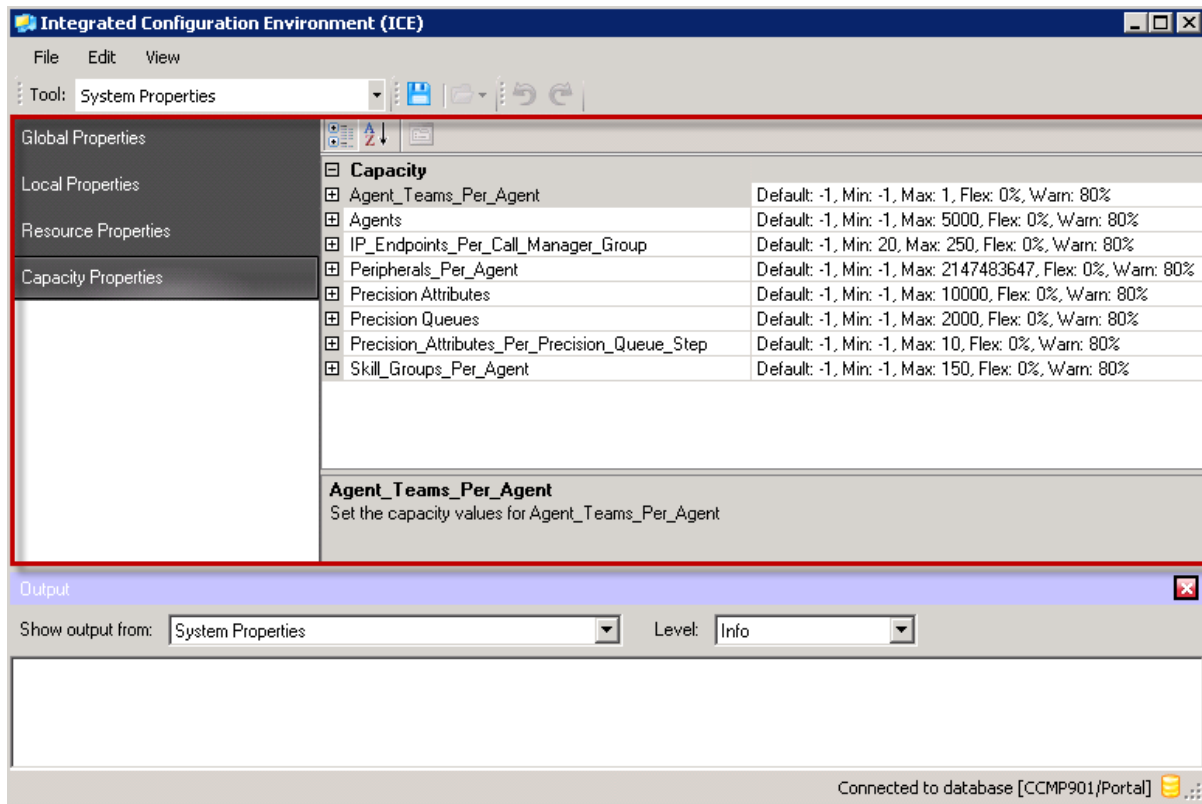 Integrated Configuration Environment (ICE)
File Edit View
Tool: System Properties
Global Properties
Local Properties
Resource Properties
Capacity Properties
Capacity
Agent_Teams_Per_Agent Default: -1, Min: -1, Max: 1, Flex: 0%, Warn: 80%
Agents Default: -1, Min: -1, Max: 5000, Flex: 0%, Warn: 80%
IP_Endpoints_Per_Call_Manager_Group Default: -1, Min: 20, Max: 250, Flex: 0%, Warn: 80%
Peripherals_Per_Agent Default: -1, Min: -1, Max: 2147483647, Flex: 0%, Warn: 80%
Precision Attributes Default: -1, Min: -1, Max: 10000, Flex: 0%, Warn: 80%
Precision Queues Default: -1, Min: -1, Max: 2000, Flex: 0%, Warn: 80%
Precision_Attributes_Per_Precision_Queue_Step Default: -1, Min: -1, Max: 10, Flex: 0%, Warn: 80%
Skill_Groups_Per_Agent Default: -1, Min: -1, Max: 150, Flex: 0%, Warn: 80%
Agent_Teams_Per_Agent
Set the capacity values for Agent_Teams_Per_Agent
Output
Show output from: System Properties Level: Info
Connected to database [CCMP901/Portal]